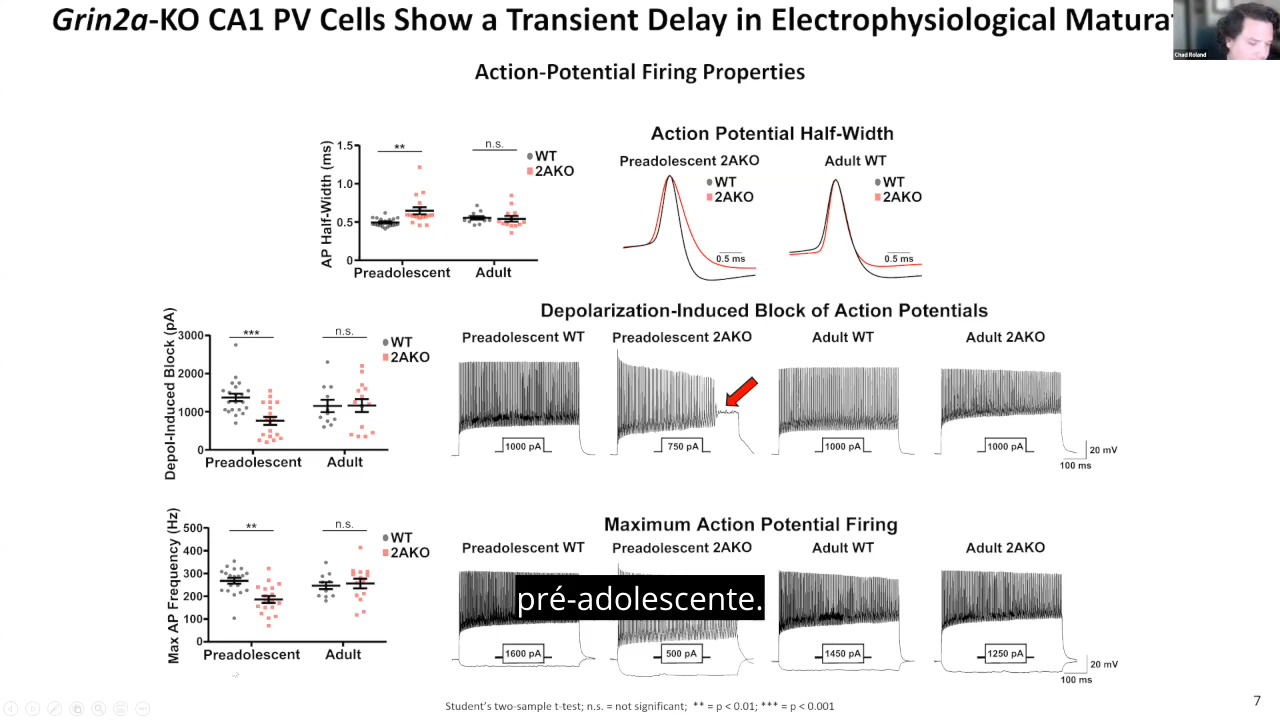 Grin2a-KO CA1 PV Cells Show a Transient Delay in Electrophysiological Matura
Chad Roland
Action-Potential Firing Properties
AP Half-Width (ms)
1.5
1.0
0.5
0
**
n.s.
WT
2AKO
Preadolescent
Adult
Action Potential Half-Width
Preadolescent 2AKO
WT
2AKO
0.5 ms
Adult WT
WT
2AKO
0.5 ms
Depol-Induced Block (pA)
3000
2000
1000
0
***
n.s.
WT
2AKO
Preadolescent
Adult
Depolarization-Induced Block of Action Potentials
Preadolescent WT
Preadolescent 2AKO
Adult WT
Adult 2AKO
1000 pA
750 pA
1000 pA
1000 pA
20 mV
100 ms
Max AP Frequency (Hz)
500
400
300
200
100
0
**
n.s.
WT
2AKO
Preadolescent
Adult
Maximum Action Potential Firing
Preadolescent WT
Preadolescent 2AKO
Adult WT
Adult 2AKO
pré-adolescente.
1600 pA
500 pA
1450 pA
1250 pA
20 mV
100 ms
Student's two-sample t-test; n.s. = not significant; ** = p < 0.01; *** = p < 0.001
7